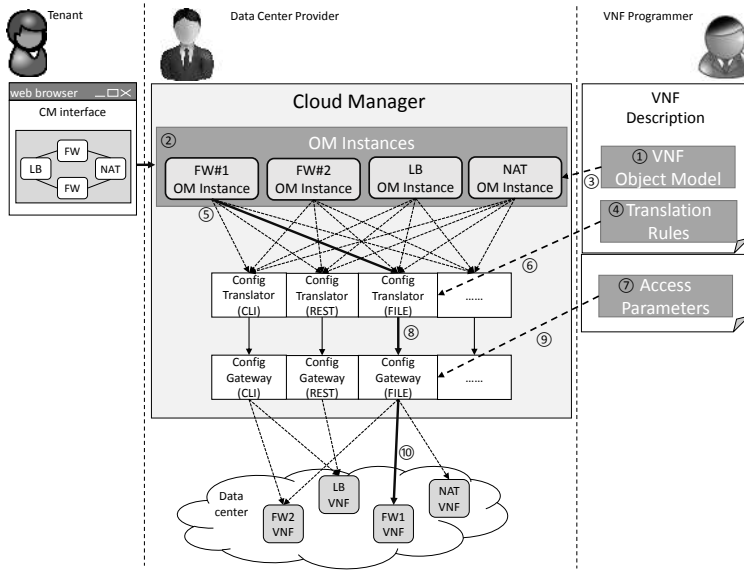 Tenant
Data Center Provider
VNF Programmer
web browser
CM interface
FW
LB
NAT
FW
Cloud Manager
② OM Instances
FW#1
OM Instance
FW#2
OM Instance
LB
OM Instance
NAT
OM Instance
VNF
Description
① VNF
Object Model
③
④ Translation
Rules
⑤
⑥
Config
Translator
(CLI)
Config
Translator
(REST)
Config
Translator
(FILE)
......
⑦ Access
Parameters
⑧
⑨
Config
Gateway
(CLI)
Config
Gateway
(REST)
Config
Gateway
(FILE)
......
⑩
Data
center
LB
VNF
NAT
VNF
FW2
VNF
FW1
VNF